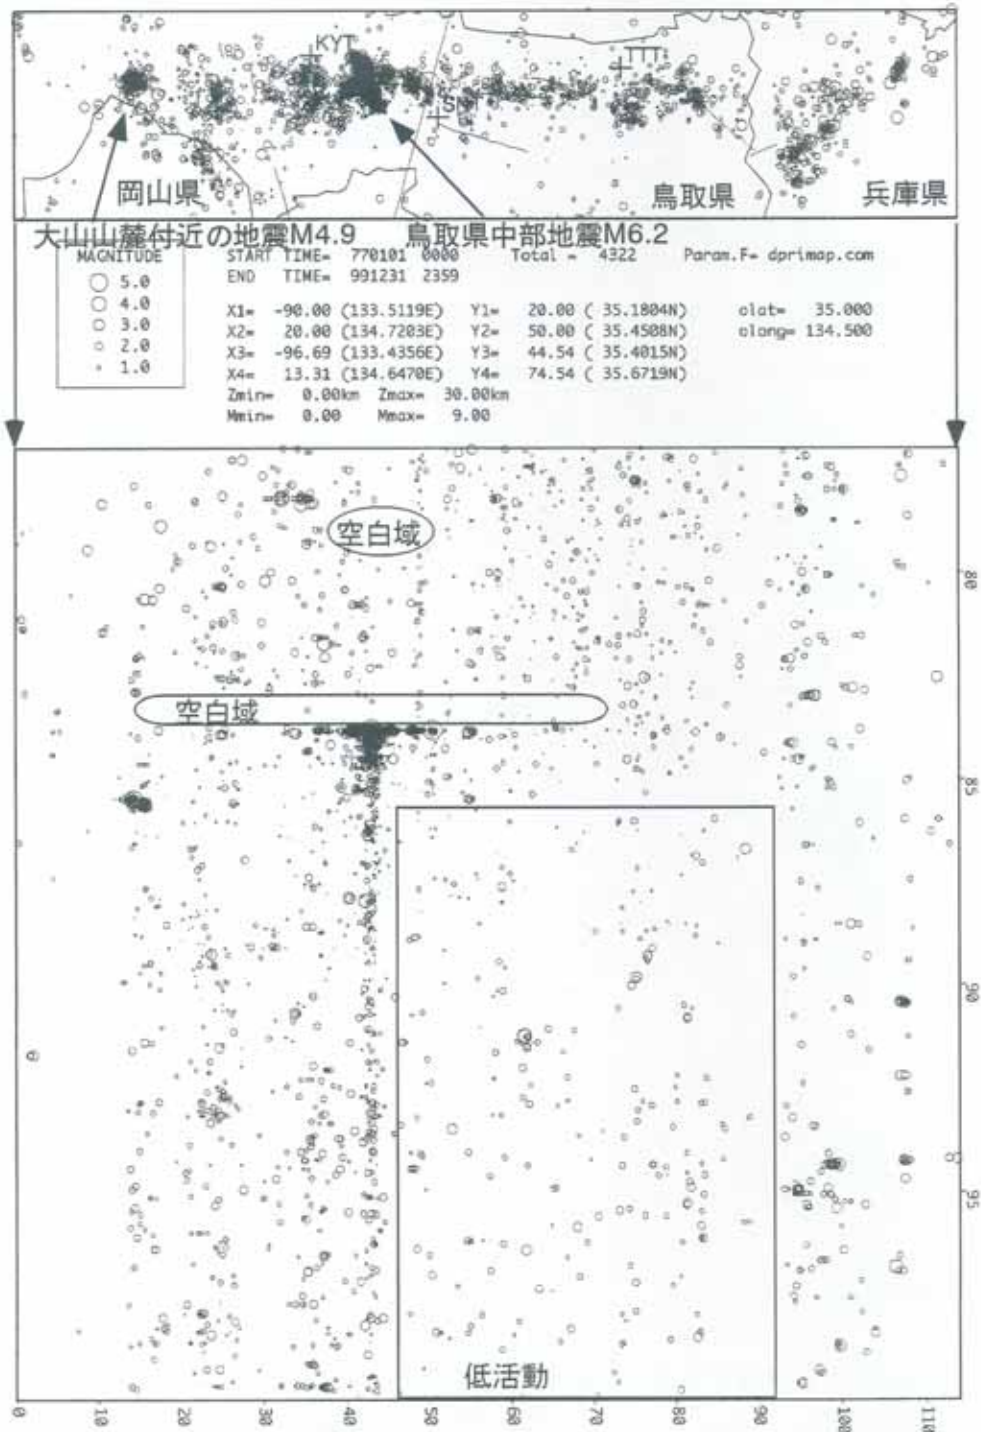 KYT
TTT
S
岡山県
鳥取県
兵庫県
大山山麓付近の地震M4.9
鳥取県中部地震M6.2
MAGNITUDE
5.0
4.0
3.0
2.0
1.0
START TIME= 770101 0000 Total = 4322 Param.F= dprimap.com
END TIME= 991231 2359
X1= -90.00 (133.5119E) Y1= 20.00 ( 35.1804N) clat= 35.000
X2= 20.00 (134.7203E) Y2= 50.00 ( 35.4508N) clong= 134.500
X3= -96.69 (133.4356E) Y3= 44.54 ( 35.4015N)
X4= 13.31 (134.6470E) Y4= 74.54 ( 35.6719N)
Zmin= 0.00km Zmax= 30.00km
Mmin= 0.00 Mmax= 9.00
空白域
80
空白域
85
90
95
低活動
0 10 20 30 40 50 60 70 80 90 100 110